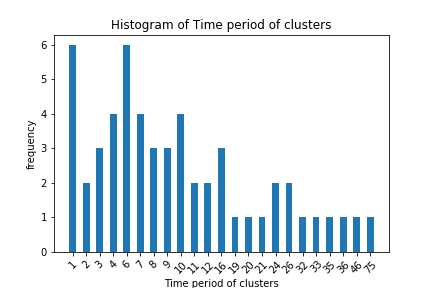 Histogram of Time period of clusters
frequency
6
5
4
3
2
1
0
1 2 3 4 6 7 8 9 10 11 12 16 19 20 21 24 26 32 33 35 36 46 75
Time period of clusters